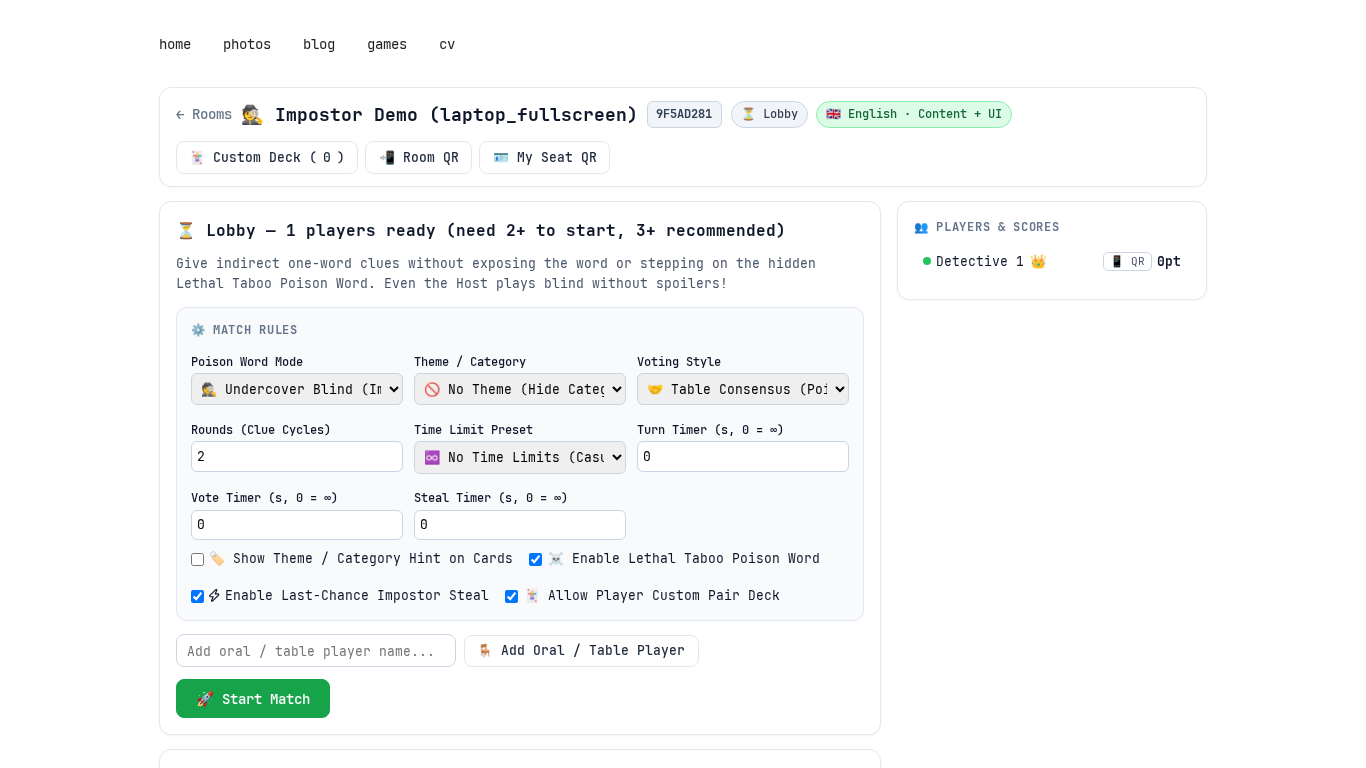 home photos blog games cv
← Rooms 🕵️ Impostor Demo (laptop_fullscreen) 9F5AD281 ⏳ Lobby 🇬🇧 English · Content + UI
🃏 Custom Deck ( 0 ) 📲 Room QR 🪪 My Seat QR
⏳ Lobby — 1 players ready (need 2+ to start, 3+ recommended)
Give indirect one-word clues without exposing the word or stepping on the hidden
Lethal Taboo Poison Word. Even the Host plays blind without spoilers!
⚙️ MATCH RULES
Poison Word Mode Theme / Category Voting Style
🕵️ Undercover Blind (Im 🚫 No Theme (Hide Categ 🤝 Table Consensus (Poi
Rounds (Clue Cycles) Time Limit Preset Turn Timer (s, 0 = ∞)
2 ♾️ No Time Limits (Casu 0
Vote Timer (s, 0 = ∞) Steal Timer (s, 0 = ∞)
0 0
🏷️ Show Theme / Category Hint on Cards ☠️ Enable Lethal Taboo Poison Word
⚡ Enable Last-Chance Impostor Steal 🃏 Allow Player Custom Pair Deck
Add oral / table player name... 🪑 Add Oral / Table Player
🚀 Start Match
👥 PLAYERS & SCORES
Detective 1 👑 📱 QR 0pt